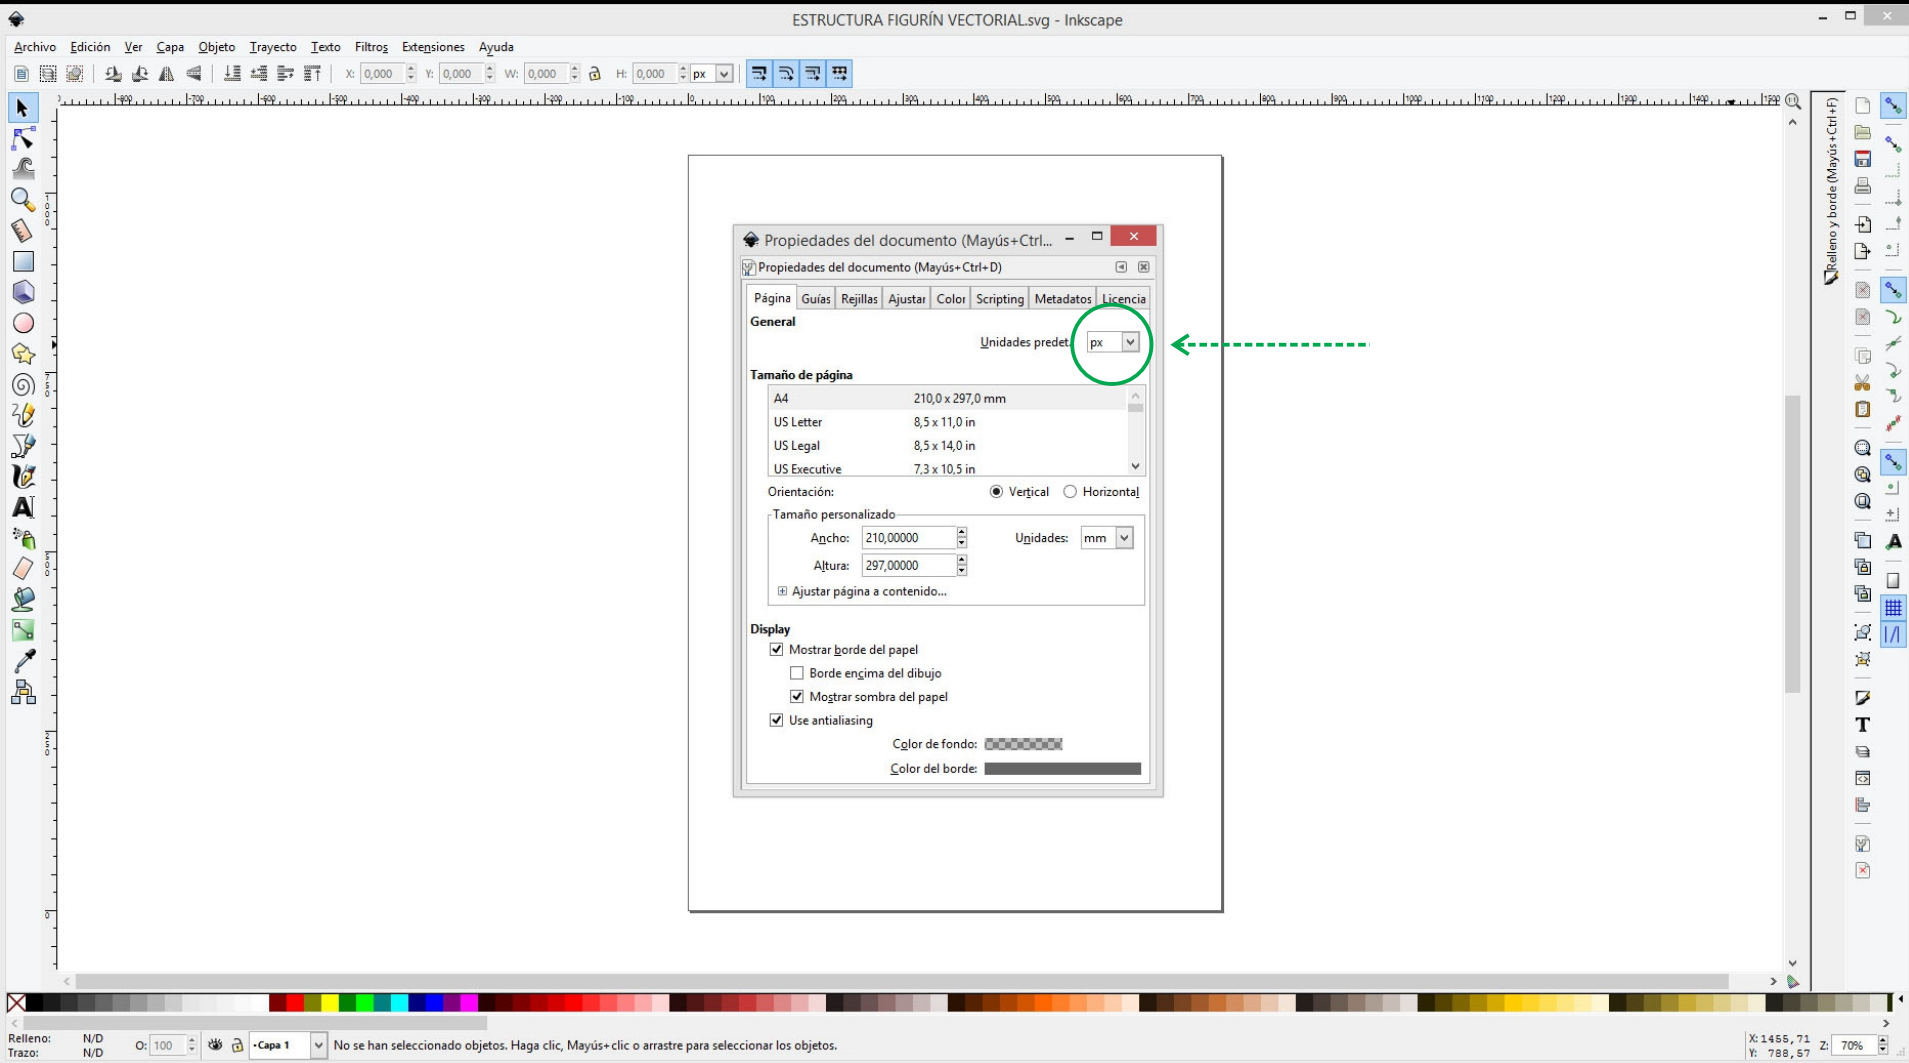 ESTRUCTURA FIGURÍN VECTORIAL.svg - Inkscape
Archivo Edición Ver Capa Objeto Trayecto Texto Filtros Extensiones Ayuda
X: 0,000 Y: 0,000 W: 0,000 H: 0,000 px
Relleno y borde (Mayús+Ctrl+F)
Propiedades del documento (Mayús+Ctrl...
Propiedades del documento (Mayús+Ctrl+D)
Página Guías Rejillas Ajustar Color Scripting Metadatos Licencia
General
Unidades predet. px
Tamaño de página
A4 210,0 x 297,0 mm
US Letter 8,5 x 11,0 in
US Legal 8,5 x 14,0 in
US Executive 7,3 x 10,5 in
Orientación: Vertical Horizontal
Tamaño personalizado
Ancho: 210,00000 Unidades: mm
Altura: 297,00000
Ajustar página a contenido...
Display
Mostrar borde del papel
Borde encima del dibujo
Mostrar sombra del papel
Use antialiasing
Color de fondo:
Color del borde:
Relleno: N/D
Trazo: N/D
O: 100
·Capa 1
No se han seleccionado objetos. Haga clic, Mayús+clic o arrastre para seleccionar los objetos.
X:1455,71
Y: 788,57
Z: 70%